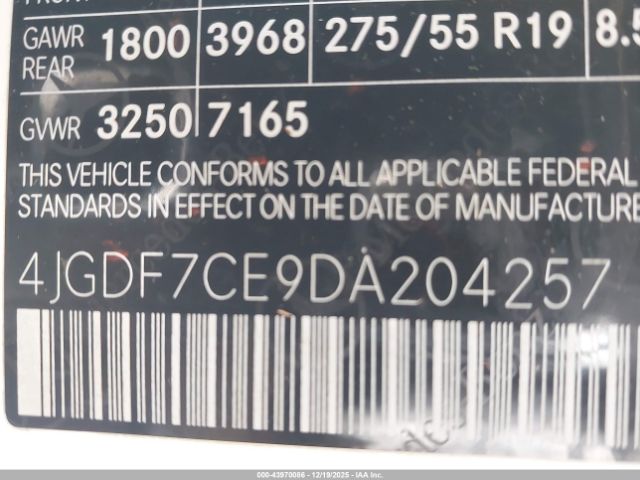 GAWR 1800 3968 275/55 R19 8.5
REAR
GVWR 3250 7165
THIS VEHICLE CONFORMS TO ALL APPLICABLE FEDERAL
STANDARDS IN EFFECT ON THE DATE OF MANUFACTURE
4JGDF7CE9DA204257
000-43970086 - 12/19/2025 - IAA Inc.